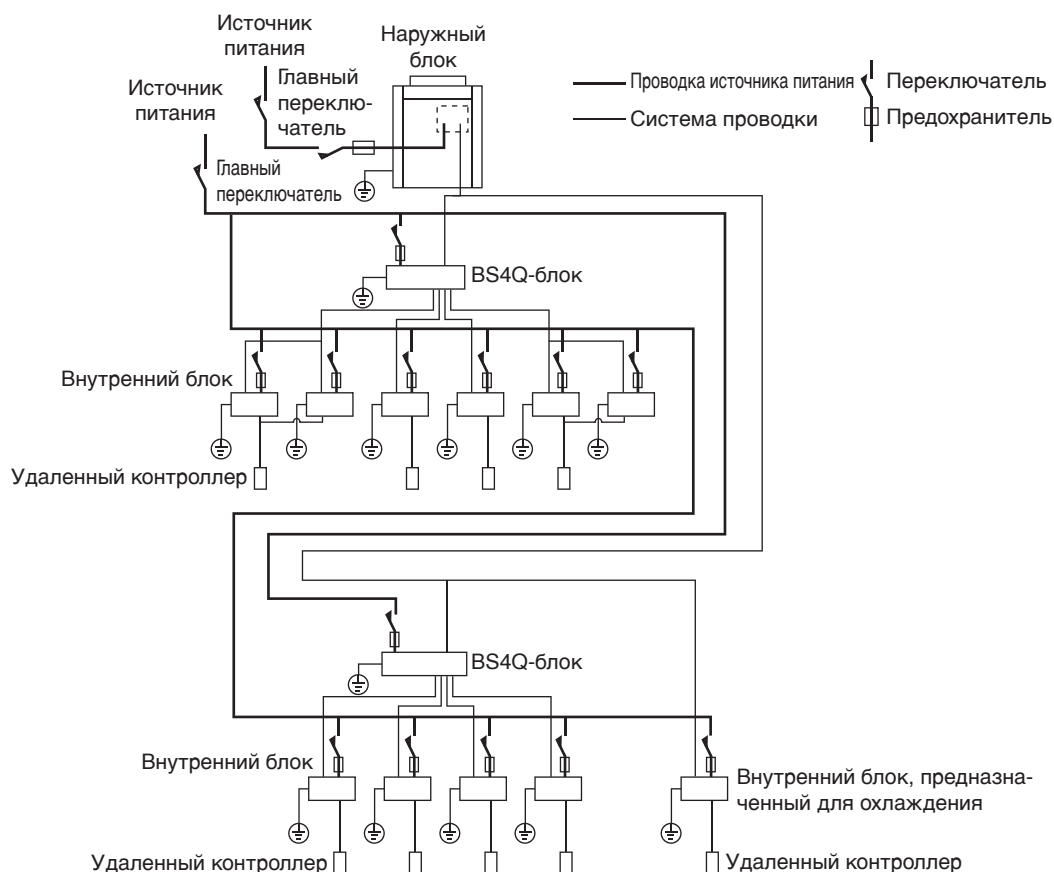 Источник
питания
Наружный
блок
Источник
питания
Главный
переклю-
чатель
Проводка источника питания
Переключатель
Система проводки
Предохранитель
Главный
переключатель
BS4Q-блок
Внутренний блок
Удаленный контроллер
BS4Q-блок
Внутренний блок
Внутренний блок, предназна-
ченный для охлаждения
Удаленный контроллер
Удаленный контроллер